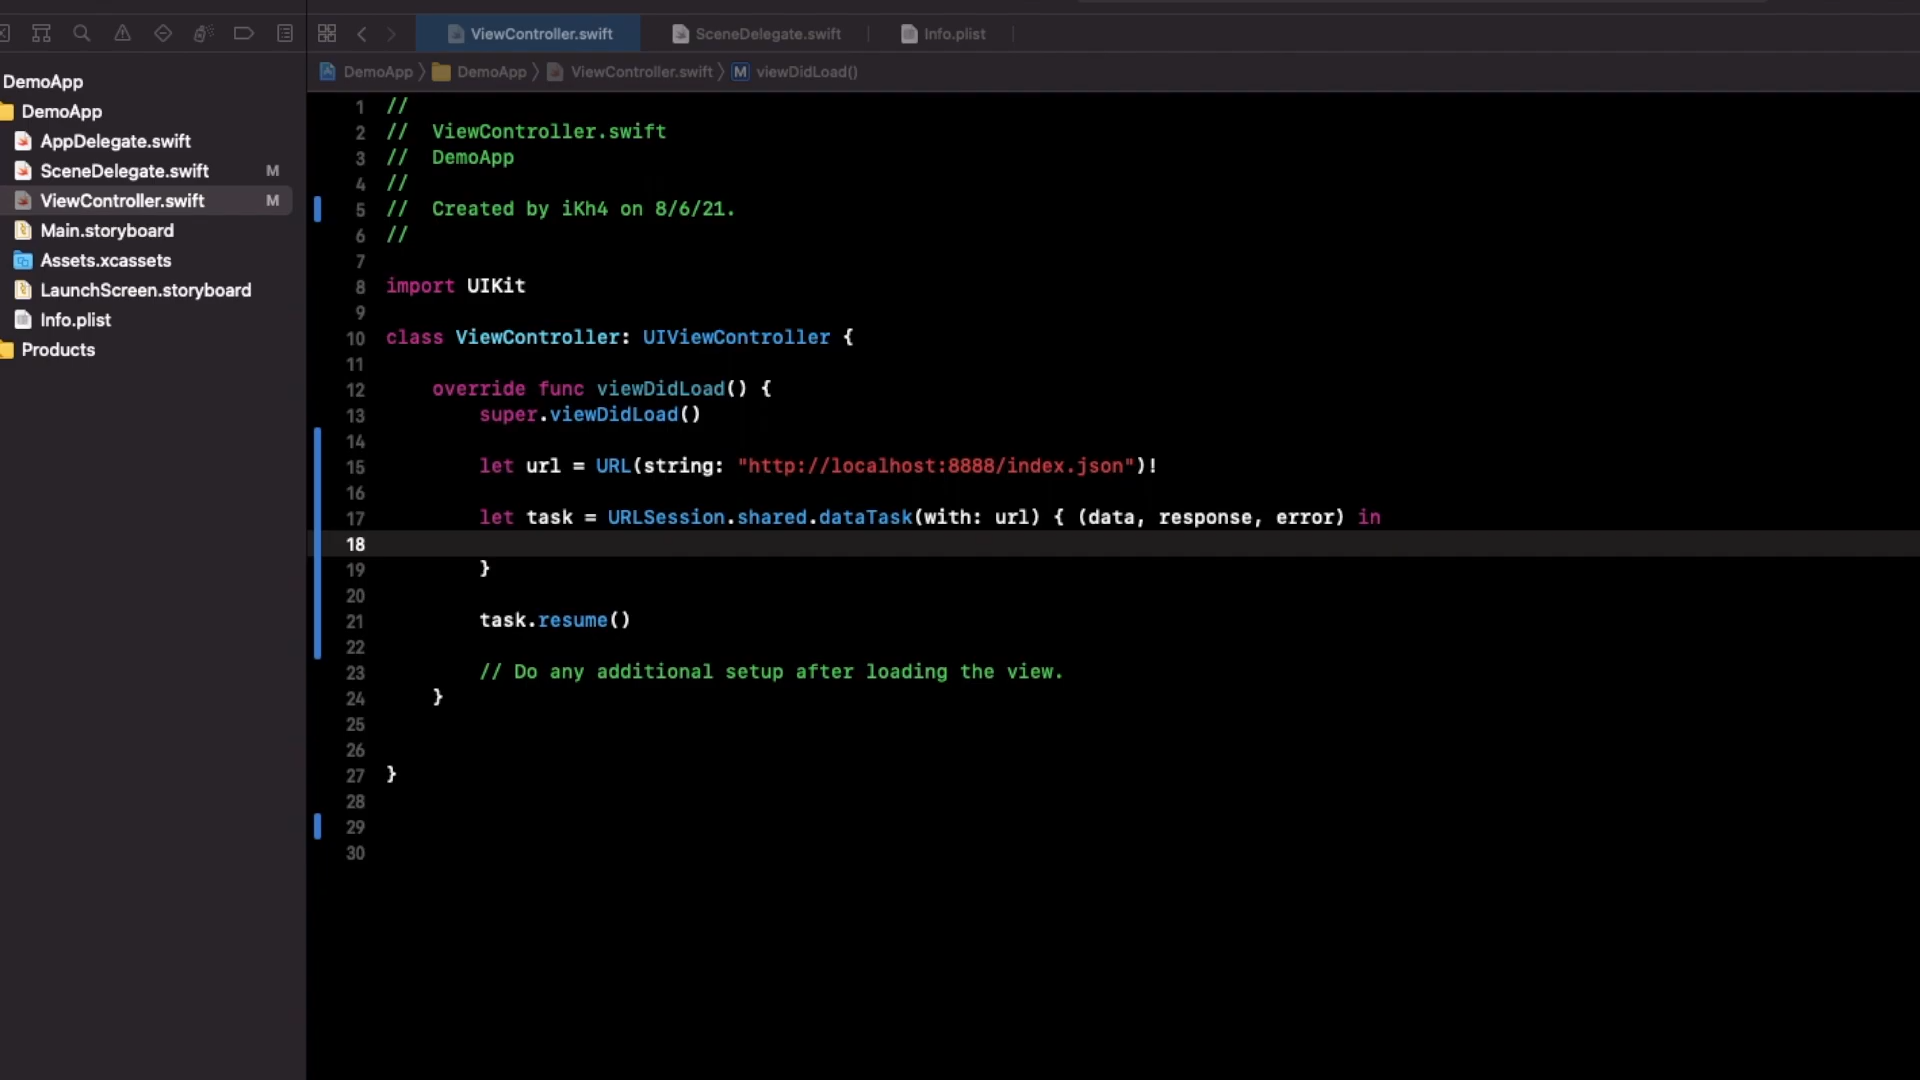 ViewController.swift
SceneDelegate.swift
Info.plist
DemoApp
DemoApp
ViewController.swift
M
viewDidLoad()
DemoApp
DemoApp
AppDelegate.swift
SceneDelegate.swift M
ViewController.swift M
Main.storyboard
Assets.xcassets
LaunchScreen.storyboard
Info.plist
Products
1 //
2 // ViewController.swift
3 // DemoApp
4 //
5 // Created by iKh4 on 8/6/21.
6 //
7
8 import UIKit
9
10 class ViewController: UIViewController {
11
12 override func viewDidLoad() {
13 super.viewDidLoad()
14
15 let url = URL(string: "http://localhost:8888/index.json")!
16
17 let task = URLSession.shared.dataTask(with: url) { (data, response, error) in
18
19 }
20
21 task.resume()
22
23 // Do any additional setup after loading the view.
24 }
25
26
27 }
28
29
30